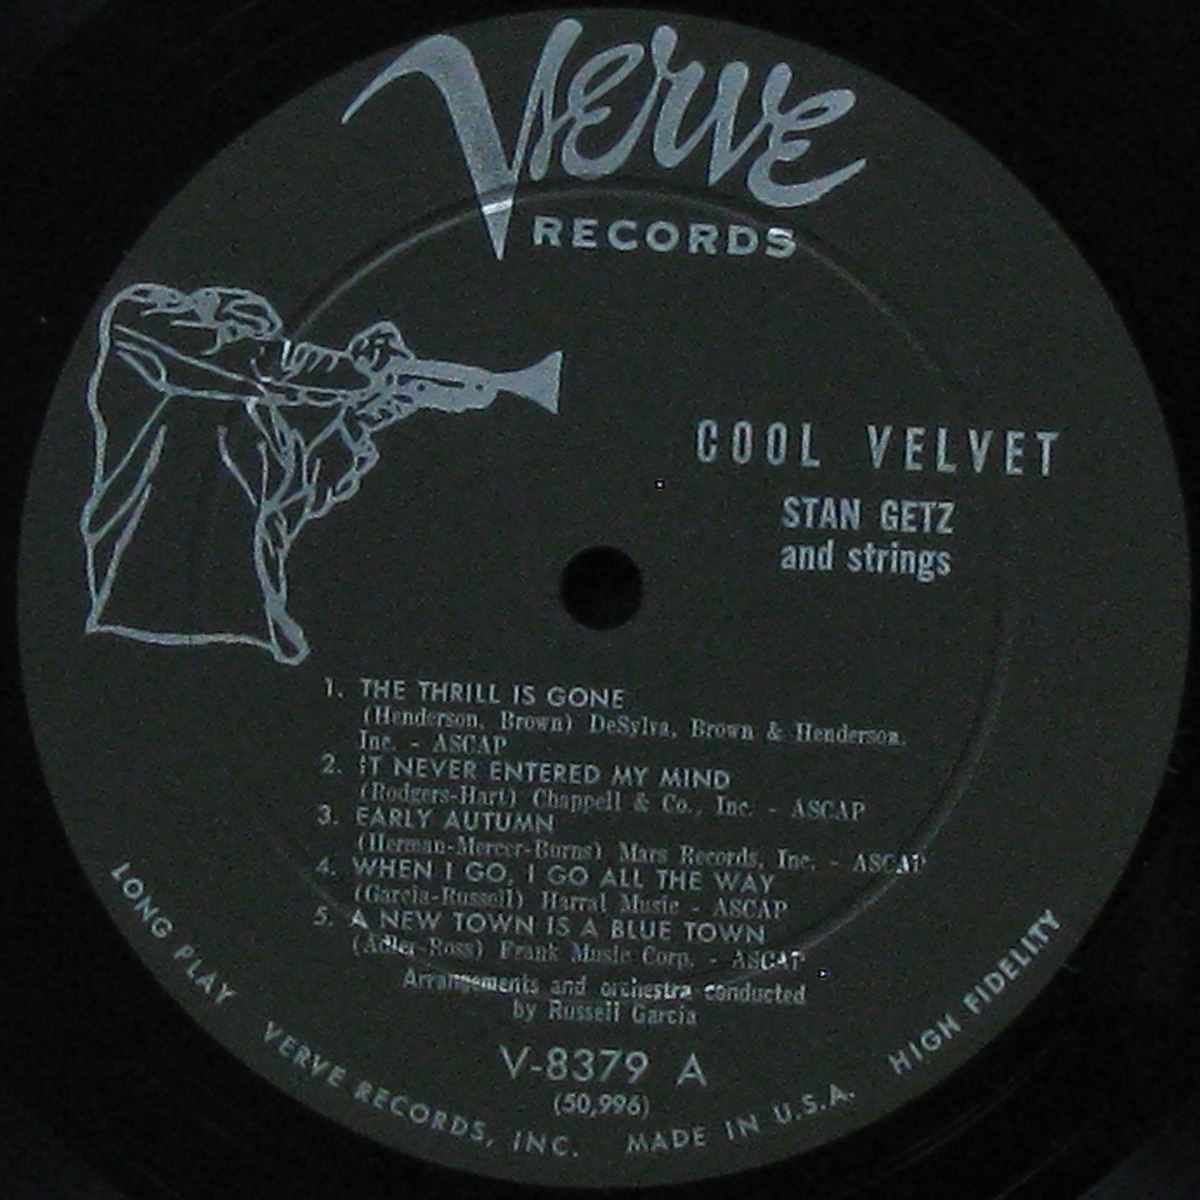 Verve
RECORDS
COOL VELVET
STAN GETZ
and strings
1. THE THRILL IS GONE
(Henderson, Brown) DeSylva, Brown & Henderson,
Inc. - ASCAP
2. IT NEVER ENTERED MY MIND
(Rodgers-Hart) Chappell & Co., Inc. - ASCAP
3. EARLY AUTUMN
(Herman-Mercer-Burns) Mars Records, Inc. - ASCAP
4. WHEN I GO, I GO ALL THE WAY
(Garcia-Russell) Harral Music - ASCAP
5. A NEW TOWN IS A BLUE TOWN
(Adler-Ross) Frank Music Corp. - ASCAP
Arrangements and orchestra conducted
by Russell Garcia
V-8379 A
(50,996)
LONG PLAY VERVE RECORDS, INC. MADE IN U.S.A. HIGH FIDELITY